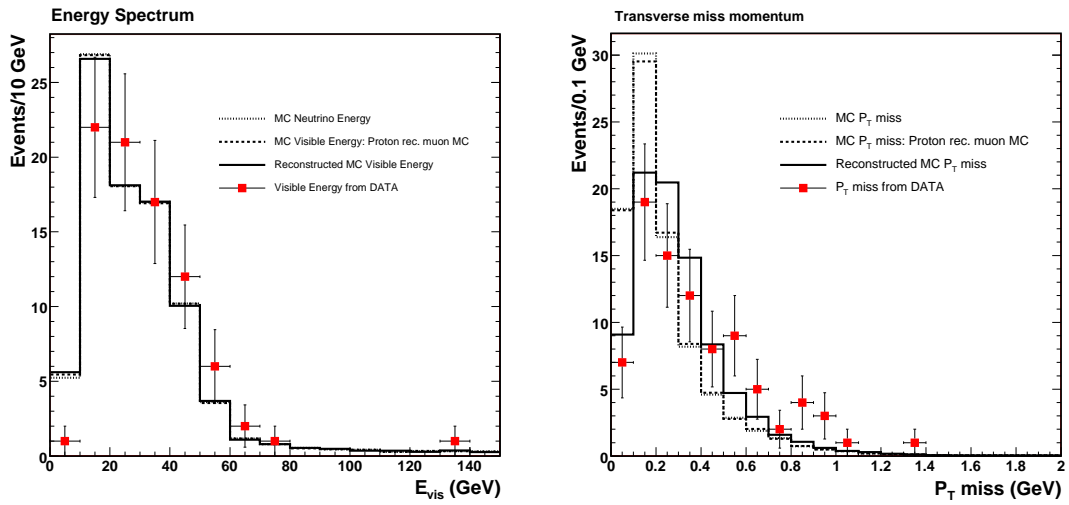 Energy Spectrum
Events/10 GeV
25
20
15
10
5
0
MC Neutrino Energy
MC Visible Energy: Proton rec. muon MC
Reconstructed MC Visible Energy
Visible Energy from DATA
0 20 40 60 80 100 120 140
E_vis (GeV)
Transverse miss momentum
Events/0.1 GeV
30
25
20
15
10
5
0
MC P_T miss
MC P_T miss: Proton rec. muon MC
Reconstructed MC P_T miss
P_T miss from DATA
0 0.2 0.4 0.6 0.8 1 1.2 1.4 1.6 1.8 2
P_T miss (GeV)